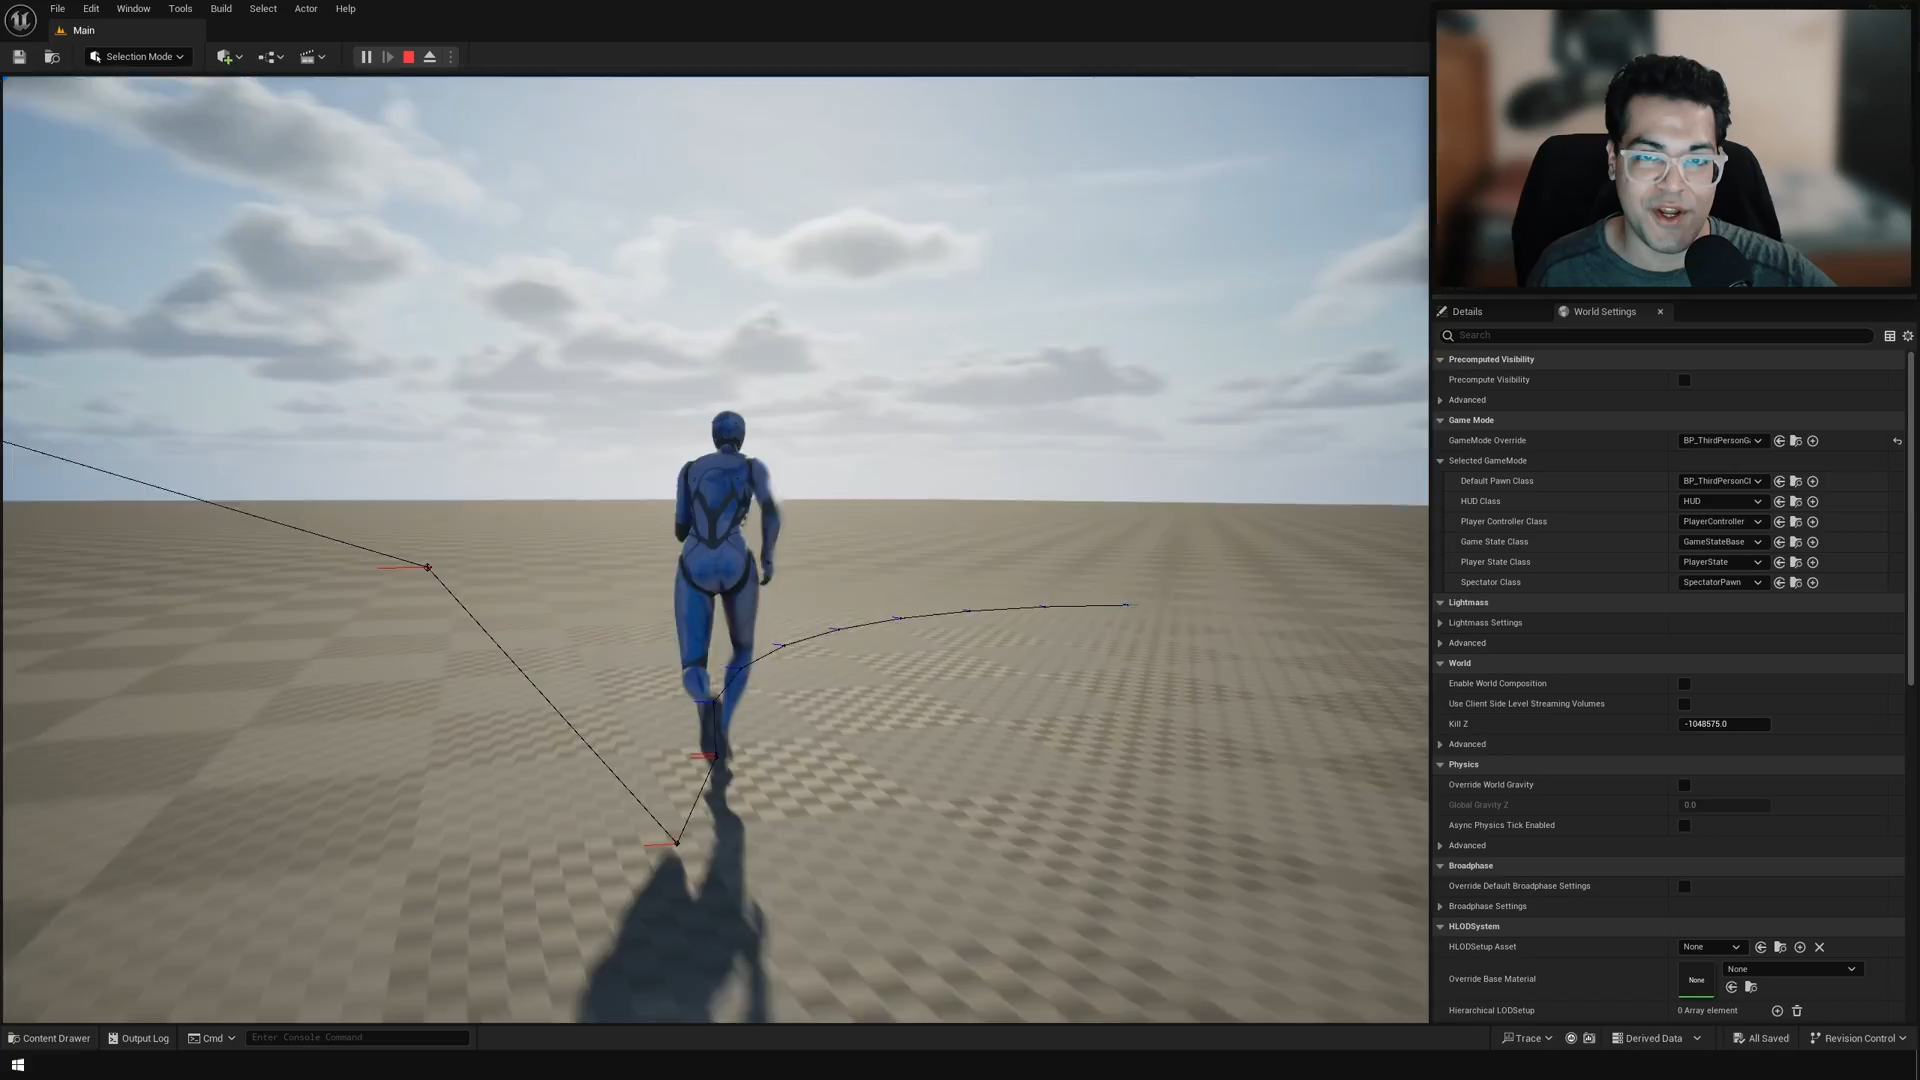 File Edit Window Tools Build Select Actor Help
Main
Selection Mode
Details World Settings
Search
Precomputed Visibility
Precompute Visibility
Advanced
Game Mode
GameMode Override BP_ThirdPersonGa
Selected GameMode
Default Pawn Class BP_ThirdPersonCl
HUD Class HUD
Player Controller Class PlayerController
Game State Class GameStateBase
Player State Class PlayerState
Spectator Class SpectatorPawn
Lightmass
Lightmass Settings
Advanced
World
Enable World Composition
Use Client Side Level Streaming Volumes
Kill Z -1048575.0
Advanced
Physics
Override World Gravity
Global Gravity Z 0.0
Async Physics Tick Enabled
Advanced
Broadphase
Override Default Broadphase Settings
Broadphase Settings
HLODSystem
HLODSetup Asset None
None
Override Base Material None
Hierarchical LODSetup 0 Array element
Content Drawer Output Log Cmd Enter Console Command Trace Derived Data All Saved Revision Control